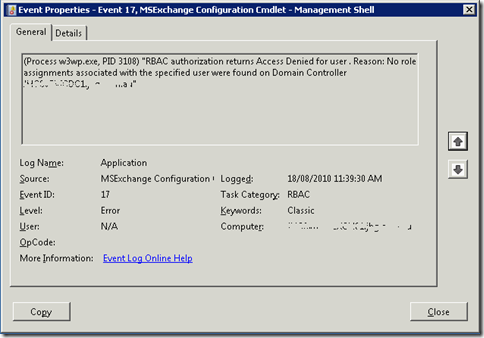 Event Properties - Event 17, MSExchange Configuration Cmdlet - Management Shell
General Details
(Process w3wp.exe, PID 3108) "RBAC authorization returns Access Denied for user . Reason: No role
assignments associated with the specified user were found on Domain Controller
Log Name: Application
Source: MSExchange Configuration Logged: 18/08/2010 11:39:30 AM
Event ID: 17 Task Category: RBAC
Level: Error Keywords: Classic
User: N/A Computer:
OpCode:
More Information: Event Log Online Help
Copy Close